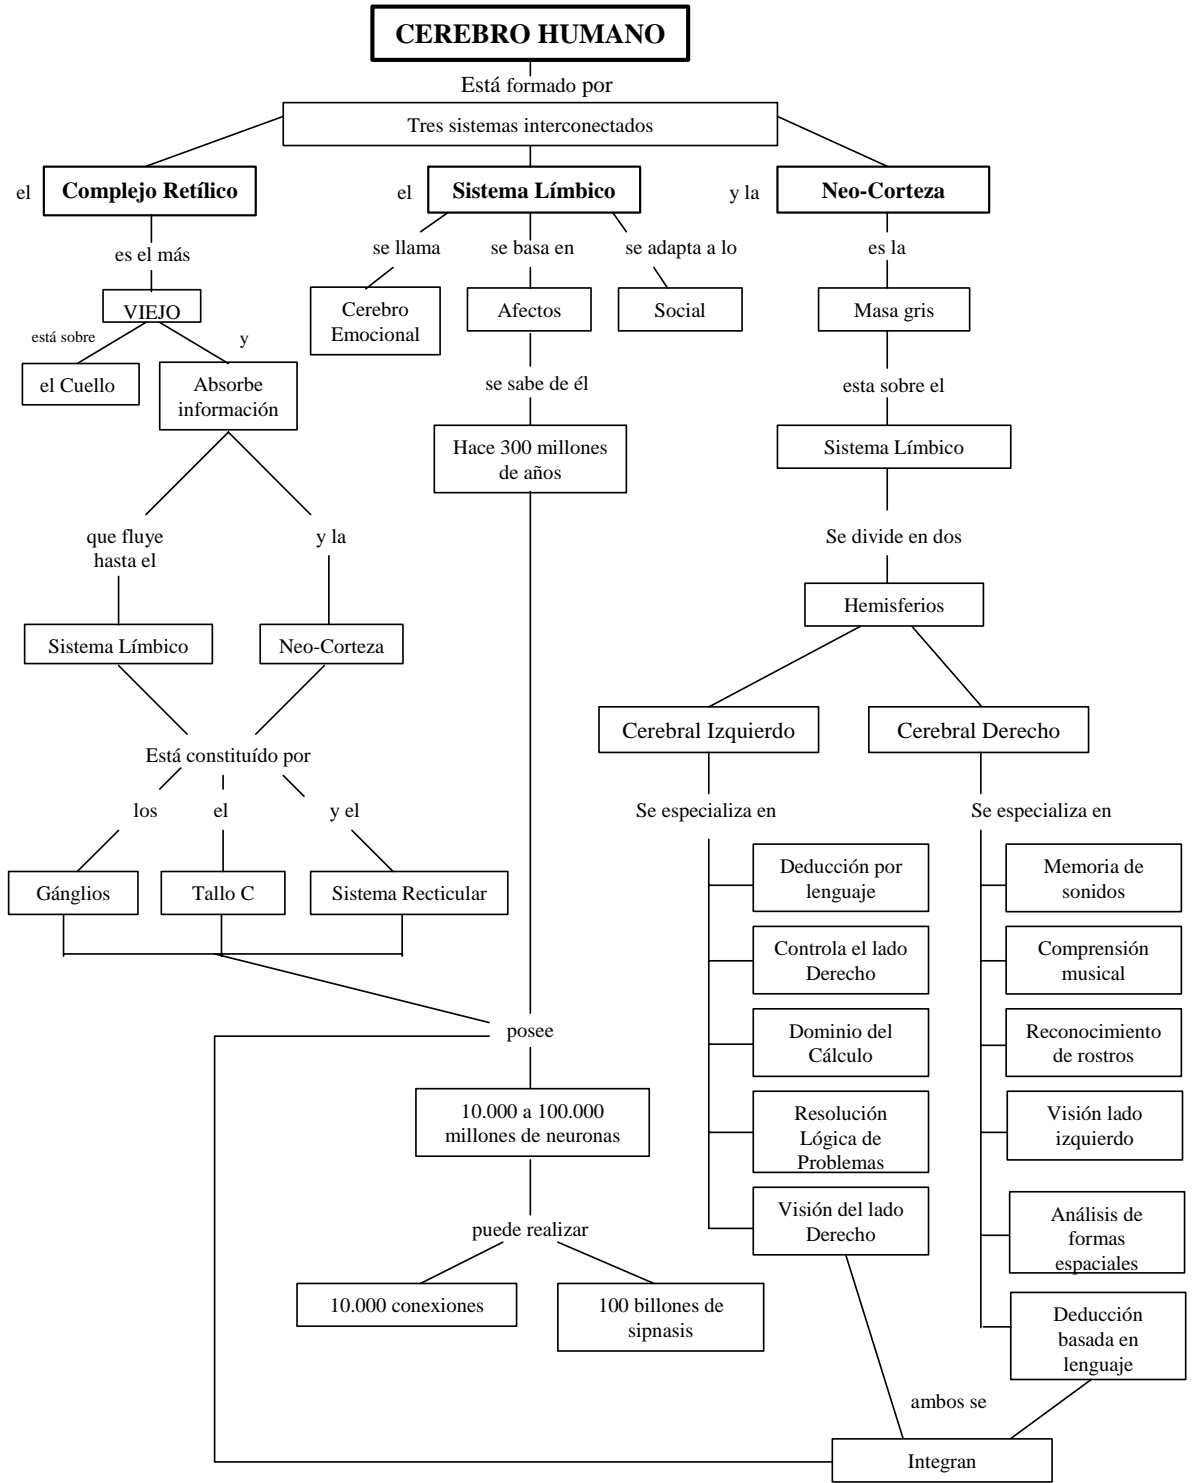 CEREBRO HUMANO
Está formado por
Tres sistemas interconectados
el
Complejo Retílico
el
Sistema Límbico
y la
Neo-Corteza
es el más
se llama
se basa en
se adapta a lo
es la
VIEJO
Cerebro
Emocional
Afectos
Social
Masa gris
está sobre
y
el Cuello
Absorbe
información
se sabe de él
esta sobre el
Hace 300 millones
de años
Sistema Límbico
que fluye
hasta el
y la
Se divide en dos
Hemisferios
Sistema Límbico
Neo-Corteza
Cerebral Izquierdo
Cerebral Derecho
Está constituído por
los
el
y el
Se especializa en
Se especializa en
Gánglios
Tallo C
Sistema Recticular
Deducción por
lenguaje
Memoria de
sonidos
Controla el lado
Derecho
Comprensión
musical
posee
Dominio del
Cálculo
Reconocimiento
de rostros
10.000 a 100.000
millones de neuronas
Resolución
Lógica de
Problemas
Visión lado
izquierdo
puede realizar
Visión del lado
Derecho
Análisis de
formas
espaciales
10.000 conexiones
100 billones de
sipnasis
Deducción
basada en
lenguaje
ambos se
Integran